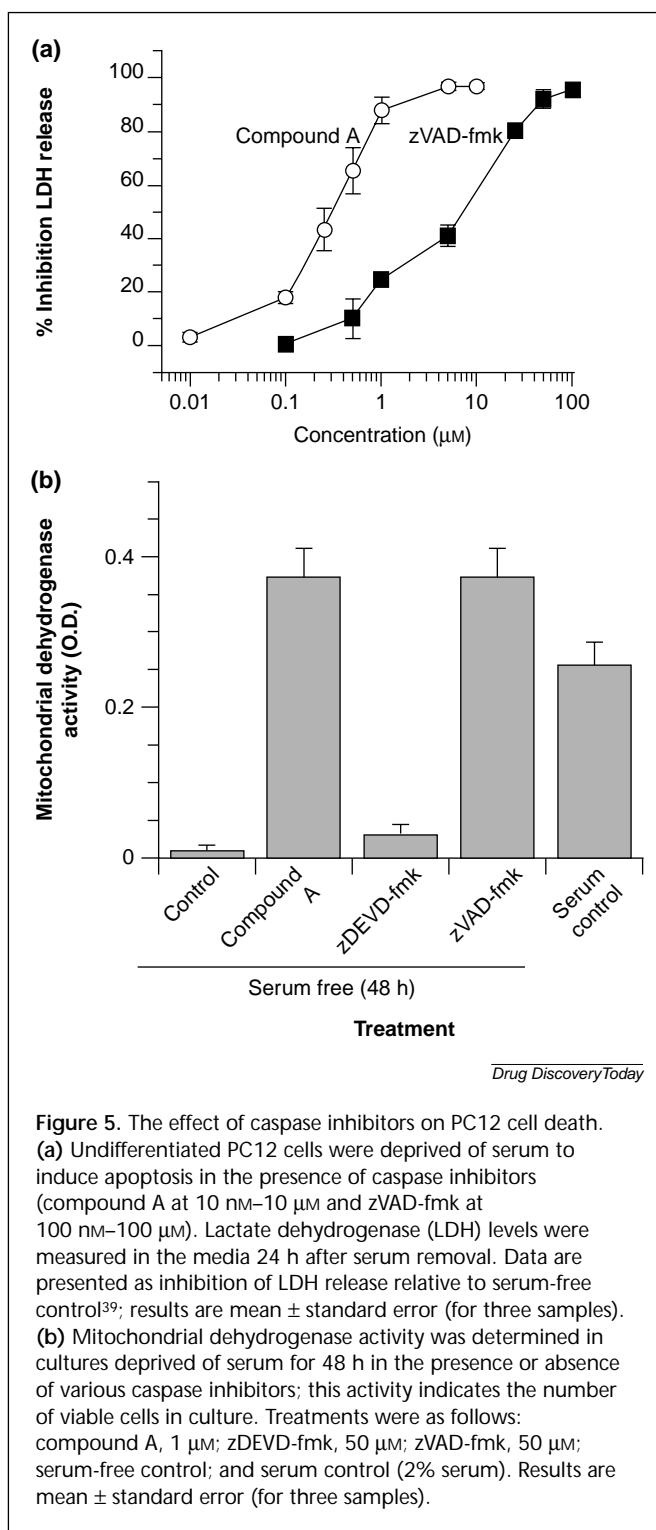 (a)
100
80
60
40
20
0
% Inhibition LDH release
Compound A
zVAD-fmk
0.01 0.1 1 10 100
Concentration (μM)
(b)
0.4
0.2
0
Mitochondrial dehydrogenase
activity (O.D.)
Control
Compound
A
zDEVD-fmk
zVAD-fmk
Serum
control
Serum free (48 h)
Treatment
Drug DiscoveryToday
Figure 5. The effect of caspase inhibitors on PC12 cell death.
(a) Undifferentiated PC12 cells were deprived of serum to
induce apoptosis in the presence of caspase inhibitors
(compound A at 10 nM–10 μM and zVAD-fmk at
100 nM–100 μM). Lactate dehydrogenase (LDH) levels were
measured in the media 24 h after serum removal. Data are
presented as inhibition of LDH release relative to serum-free
control³⁹; results are mean ± standard error (for three samples).
(b) Mitochondrial dehydrogenase activity was determined in
cultures deprived of serum for 48 h in the presence or absence
of various caspase inhibitors; this activity indicates the number
of viable cells in culture. Treatments were as follows:
compound A, 1 μM; zDEVD-fmk, 50 μM; zVAD-fmk, 50 μM;
serum-free control; and serum control (2% serum). Results are
mean ± standard error (for three samples).